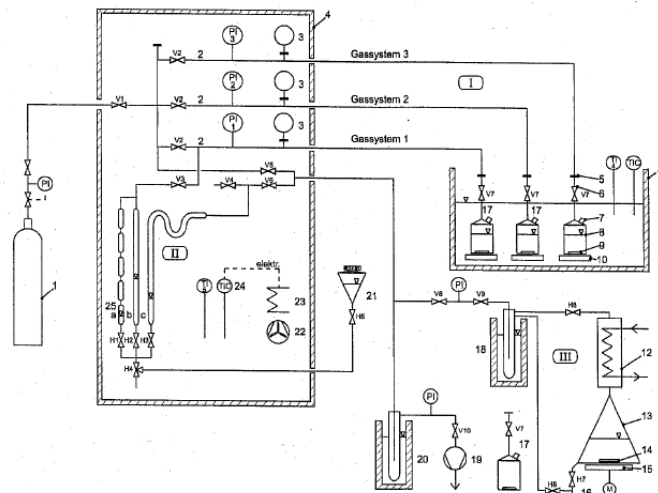 4
PI
3
3
V2
2
Gassystem 3
I
PI
2
3
V1
V2
2
Gassystem 2
PI
1
3
V2
2
Gassystem 1
PI
V5
TI
TIC
V3
V4
V6
5
V7
V7
V7
6
17
17
7
8
9
10
II
elektr.
21
1
25
a
b
c
TI
TIC
24
23
PI
V8
V9
H6
H5
22
18
III
12
H1
H2
H3
H4
13
PI
V7
17
14
V10
15
20
19
H7
H8
16
M